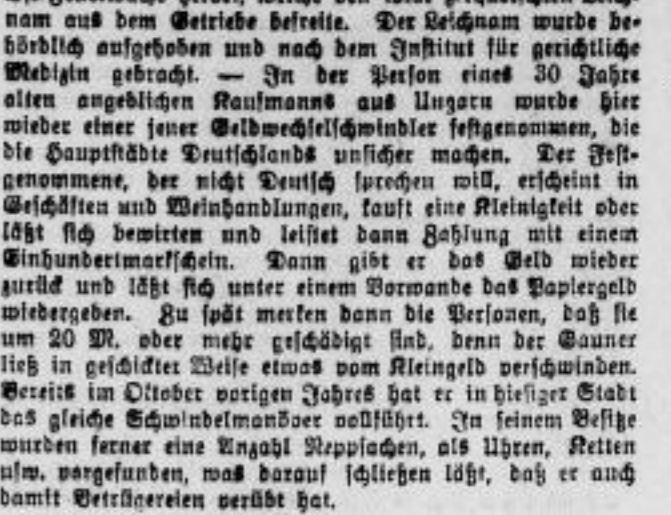 nam aus dem Getriebe befreite. Der Leichnam wurde be-
hördlich aufgehoben und nach dem Institut für gerichtliche
Medizin gebracht. — In der Person eines 30 Jahre
alten angeblichen Kaufmanns aus Ungarn wurde hier
wieder einer jener Geldwechselschwindler festgenommen, die
die Hauptstädte Deutschlands unsicher machen. Der Fest-
genommene, der nicht Deutsch sprechen will, erscheint in
Geschäften und Weinhandlungen, kauft eine Kleinigkeit oder
läßt sich bewirten und leistet dann Zahlung mit einem
Einhundertmarkschein. Dann gibt er das Geld wieder
zurück und läßt sich unter einem Vorwande das Papiergeld
wiedergeben. Zu spät merken dann die Personen, daß sie
um 20 M. oder mehr geschädigt sind, denn der Gauner
ließ in geschickter Weise etwas vom Kleingeld verschwinden.
Bereits im Oktober vorigen Jahres hat er in hiesiger Stadt
das gleiche Schwindelmanöver vollführt. In seinem Besitze
wurden ferner eine Anzahl Neppsachen, als Uhren, Ketten
usw. vorgefunden, was darauf schließen läßt, daß er auch
damit Betrügereien verübt hat.